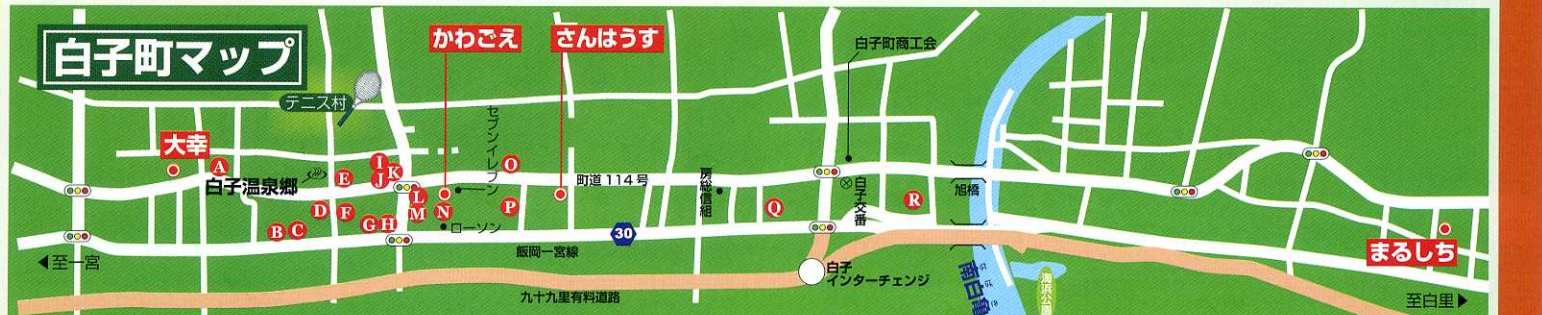 白子町マップ
かわごえ
さんはうす
白子町商工会
テニス村
セブンイレブン
大幸
A
白子温泉郷
E
I
J
K
L
M
N
O
P
D
F
G
H
B
C
ローソン
町道114号
房総信組
Q
白子交番
R
旭橋
30
飯岡一宮線
◀至一宮
九十九里有料道路
白子
インターチェンジ
南白亀
海浜公園
まるしち
至白里▶